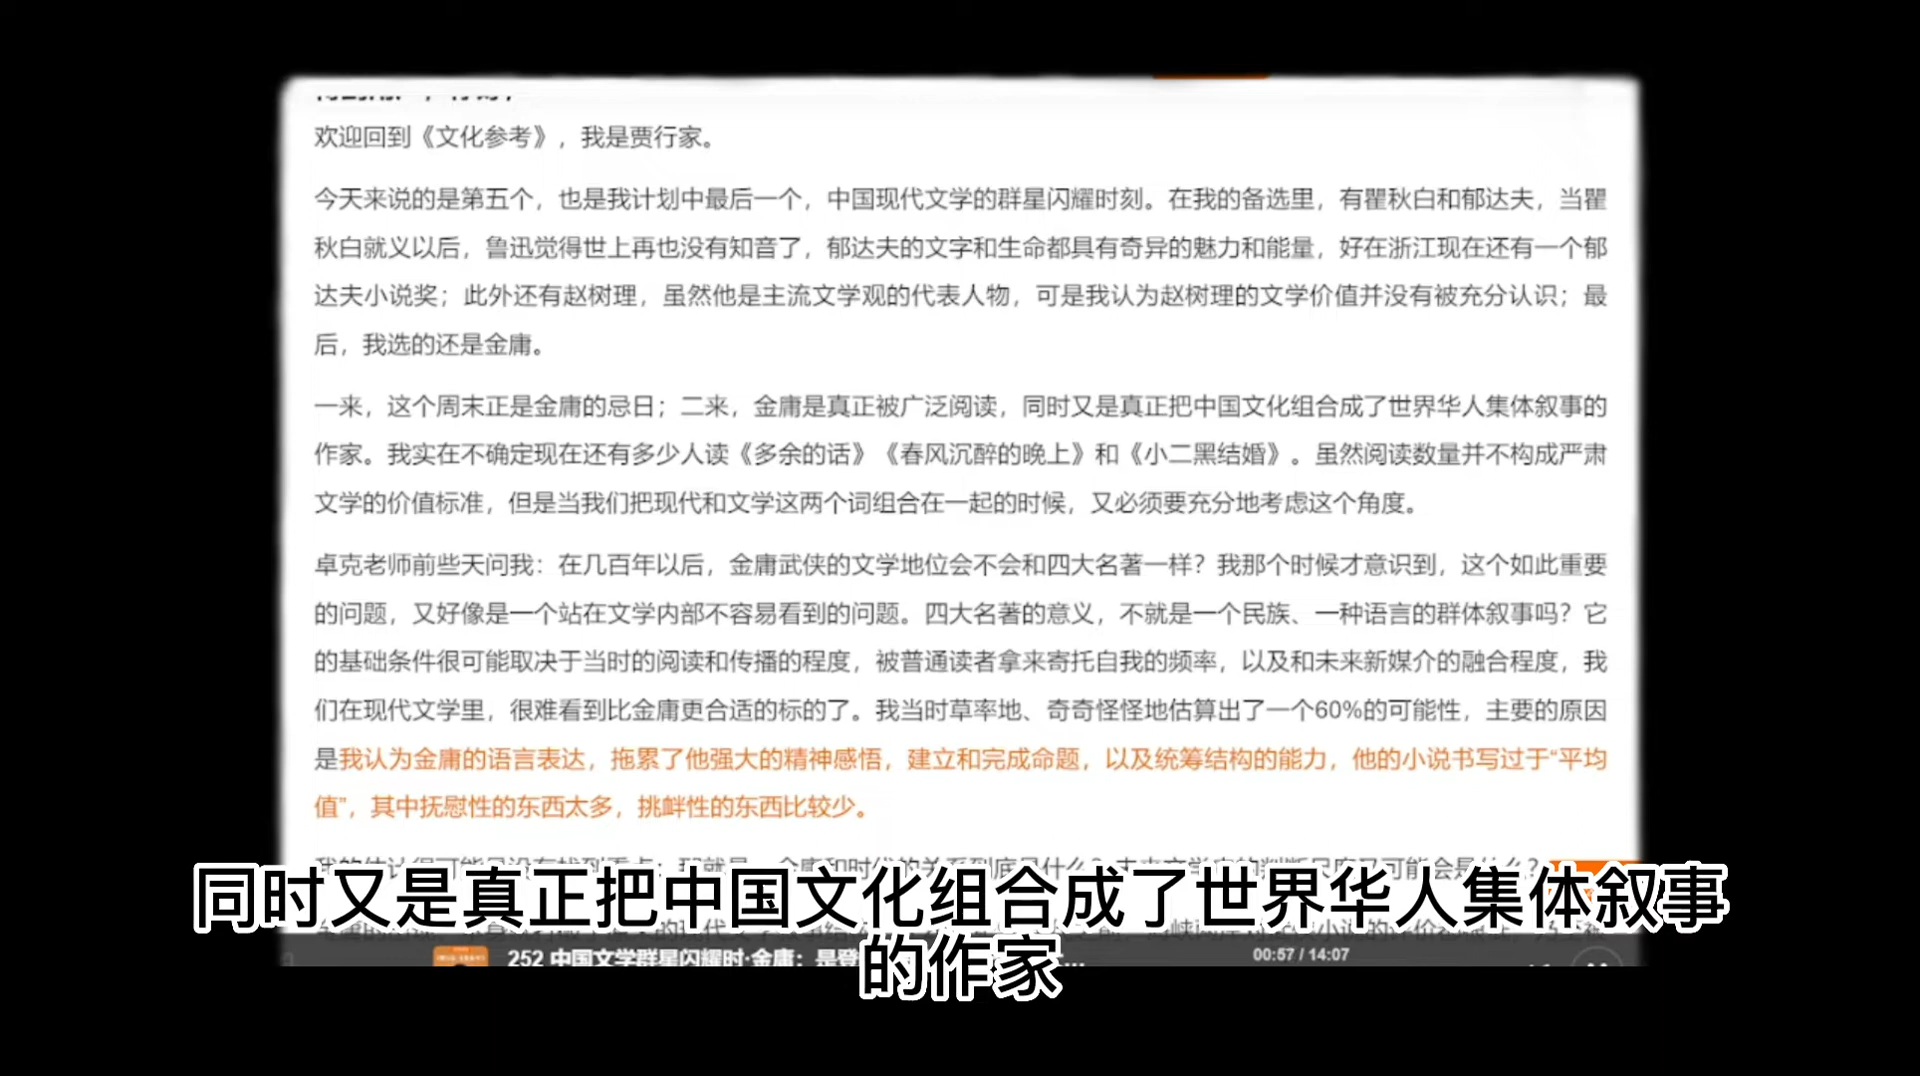 欢迎回到《文化参考》，我是贾行家。
今天来说的是第五个，也是我计划中最后一个，中国现代文学的群星闪耀时刻。在我的备选里，有瞿秋白和郁达夫，当瞿
秋白就义以后，鲁迅觉得世上再也没有知音了，郁达夫的文字和生命都具有奇异的魅力和能量，好在浙江现在还有一个郁
达夫小说奖；此外还有赵树理，虽然他是主流文学观的代表人物，可是我认为赵树理的文学价值并没有被充分认识；最
后，我选的还是金庸。
一来，这个周末正是金庸的忌日；二来，金庸是真正被广泛阅读，同时又是真正把中国文化组合成了世界华人集体叙事的
作家。我实在不确定现在还有多少人读《多余的话》《春风沉醉的晚上》和《小二黑结婚》。虽然阅读数量并不构成严肃
文学的价值标准，但是当我们把现代和文学这两个词组合在一起的时候，又必须要充分地考虑这个角度。
卓克老师前些天问我：在几百年以后，金庸武侠的文学地位会不会和四大名著一样？我那个时候才意识到，这个如此重要
的问题，又好像是一个站在文学内部不容易看到的问题。四大名著的意义，不就是一个民族、一种语言的群体叙事吗？它
的基础条件很可能取决于当时的阅读和传播的程度，被普通读者拿来寄托自我的频率，以及和未来新媒介的融合程度，我
们在现代文学里，很难看到比金庸更合适的标的了。我当时草率地、奇奇怪怪地估算出了一个60%的可能性，主要的原因
是我认为金庸的语言表达，拖累了他强大的精神感悟，建立和完成命题，以及统筹结构的能力，他的小说书写过于“平均
值”，其中抚慰性的东西太多，挑衅性的东西比较少。
同时又是真正把中国文化组合成了世界华人集体叙事
的作家
252 中国文学群星闪耀时·金庸：是登
00:57 / 14:07